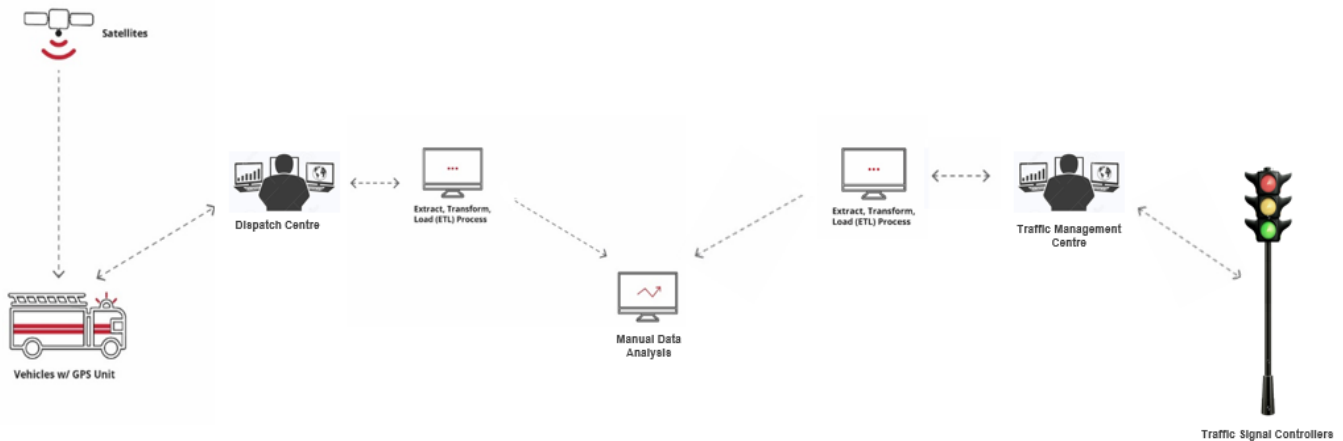 Satellites
Dispatch Centre
Extract, Transform,
Load (ETL) Process
Extract, Transform,
Load (ETL) Process
Traffic Management
Centre
Manual Data
Analysis
Vehicles w/ GPS Unit
Traffic Signal Controllers